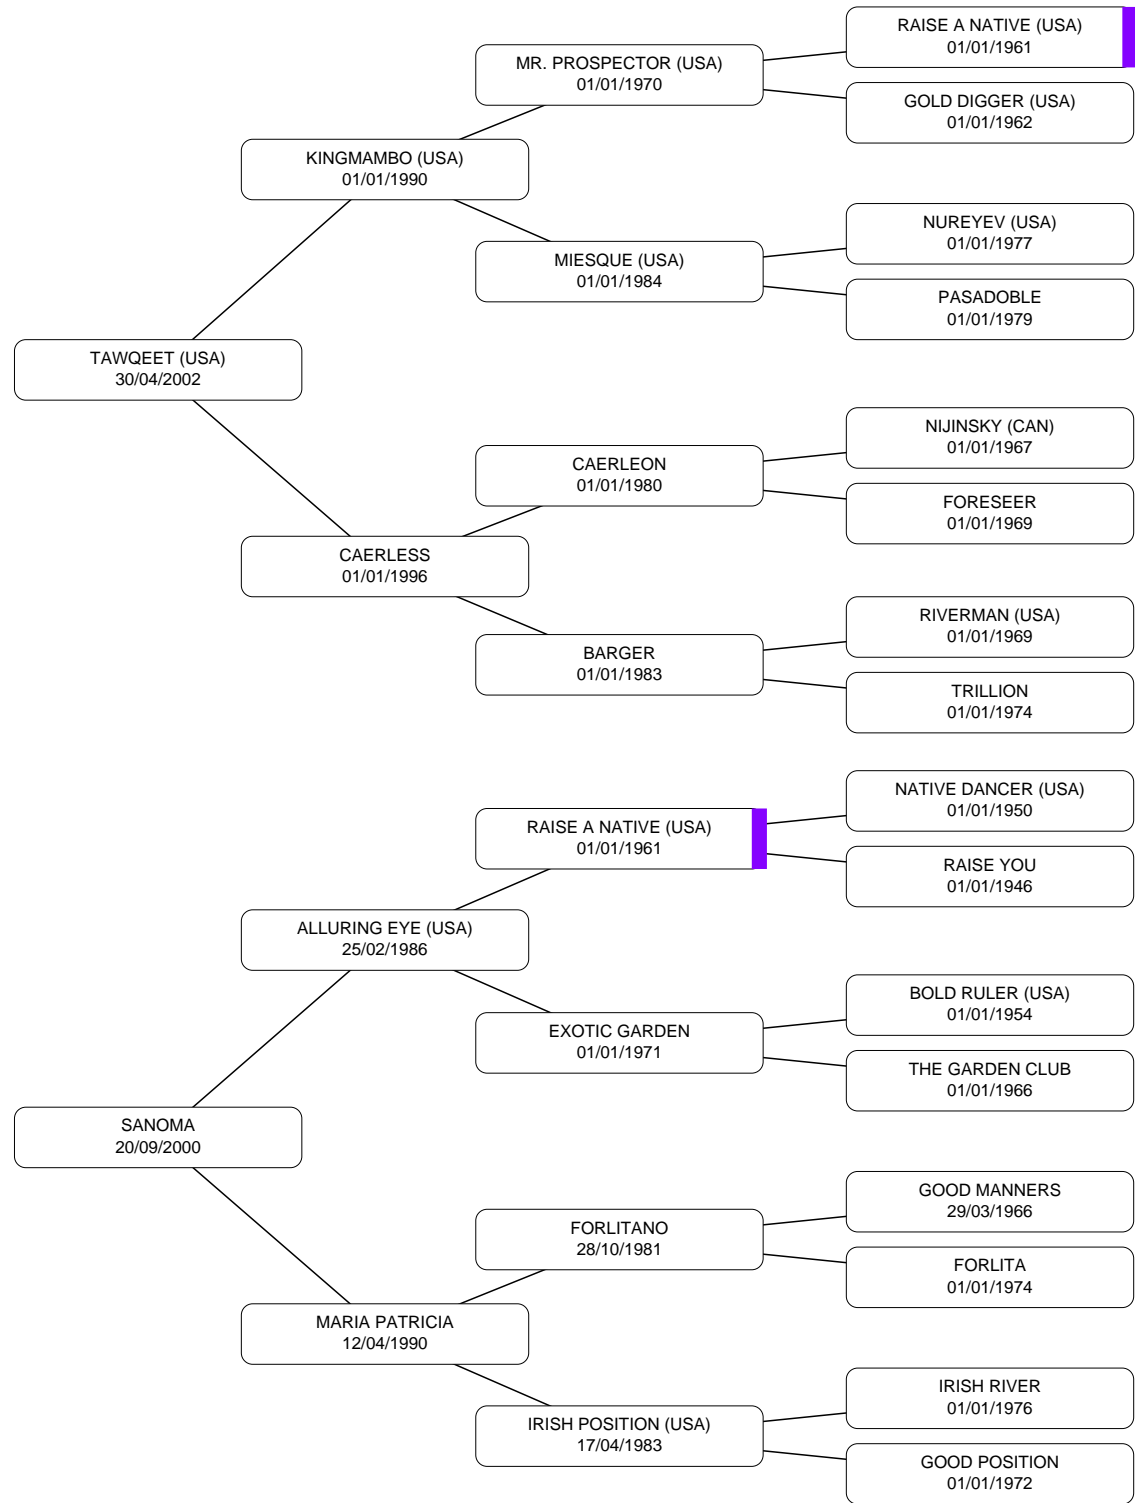 RAISE A NATIVE (USA)
01/01/1961
MR. PROSPECTOR (USA)
01/01/1970
GOLD DIGGER (USA)
01/01/1962
KINGMAMBO (USA)
01/01/1990
NUREYEV (USA)
01/01/1977
MIESQUE (USA)
01/01/1984
PASADOBLE
01/01/1979
TAWQEET (USA)
30/04/2002
NIJINSKY (CAN)
01/01/1967
CAERLEON
01/01/1980
FORESEER
01/01/1969
CAERLESS
01/01/1996
RIVERMAN (USA)
01/01/1969
BARGER
01/01/1983
TRILLION
01/01/1974
NATIVE DANCER (USA)
01/01/1950
RAISE A NATIVE (USA)
01/01/1961
RAISE YOU
01/01/1946
ALLURING EYE (USA)
25/02/1986
BOLD RULER (USA)
01/01/1954
EXOTIC GARDEN
01/01/1971
THE GARDEN CLUB
01/01/1966
SANOMA
20/09/2000
GOOD MANNERS
29/03/1966
FORLITANO
28/10/1981
FORLITA
01/01/1974
MARIA PATRICIA
12/04/1990
IRISH RIVER
01/01/1976
IRISH POSITION (USA)
17/04/1983
GOOD POSITION
01/01/1972